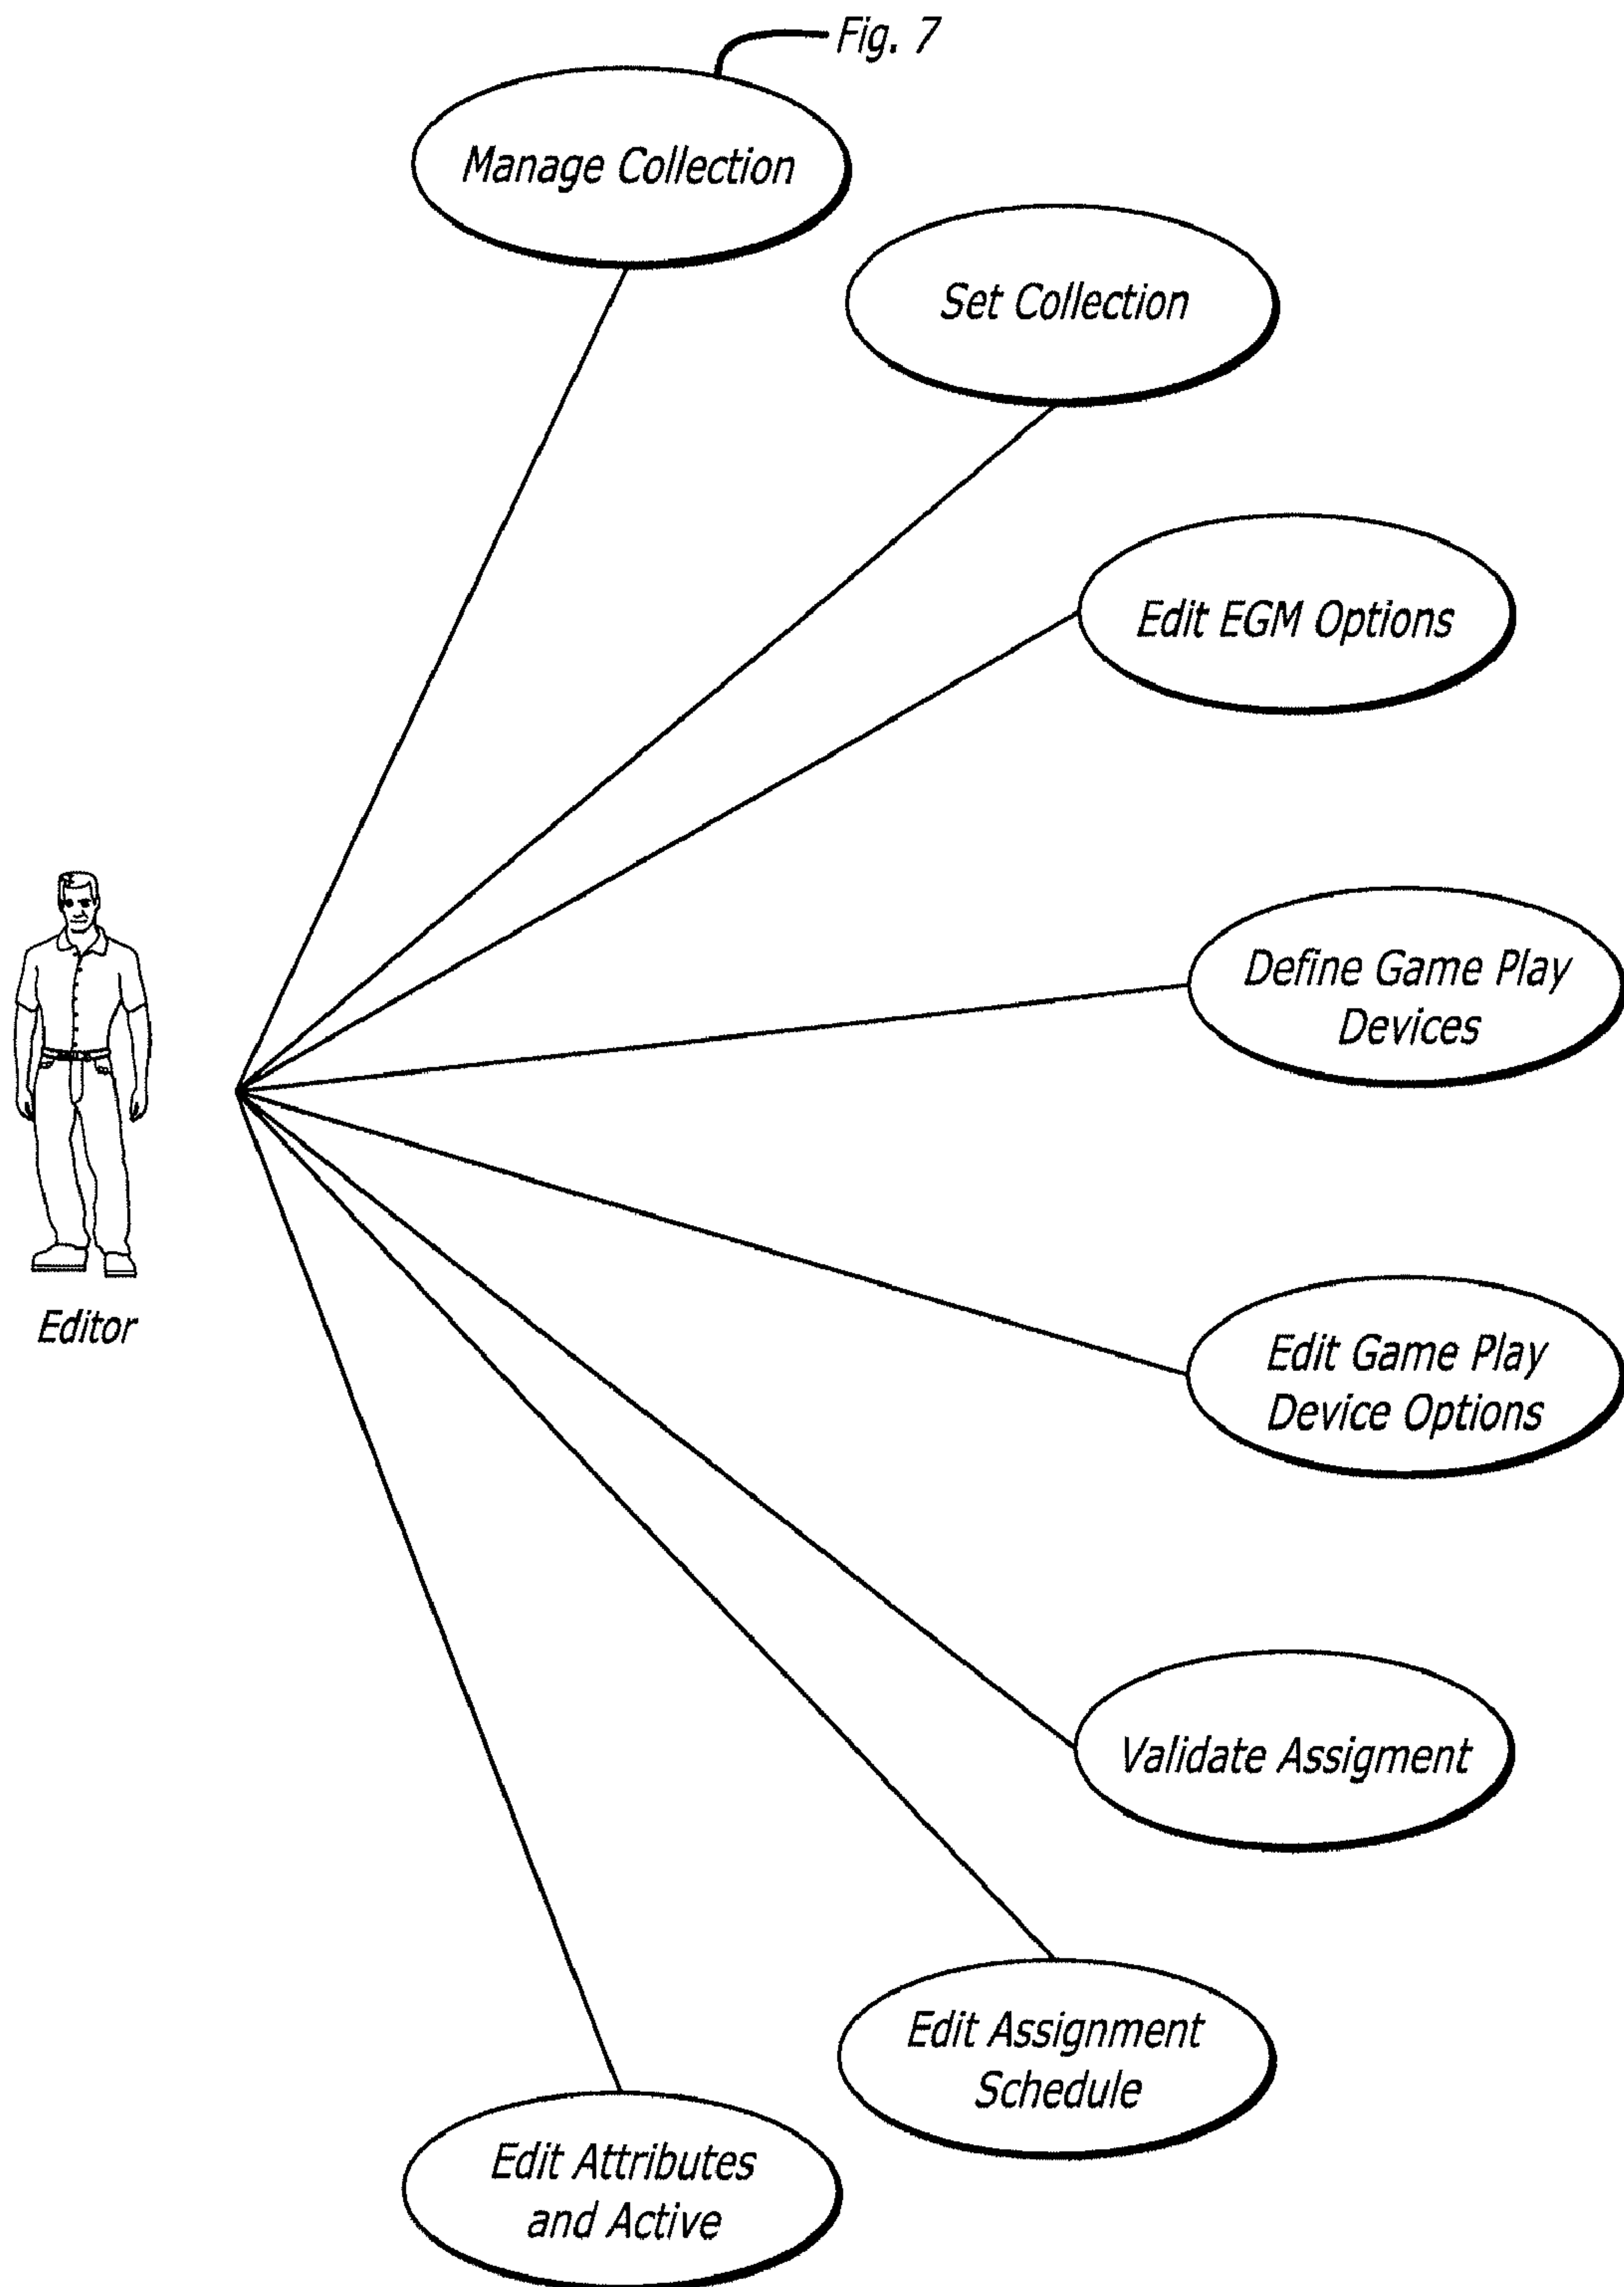 Fig. 7
Manage Collection
Set Collection
Edit EGM Options
Define Game Play
Devices
Editor
Edit Game Play
Device Options
Validate Assigment
Edit Assignment
Schedule
Edit Attributes
and Active